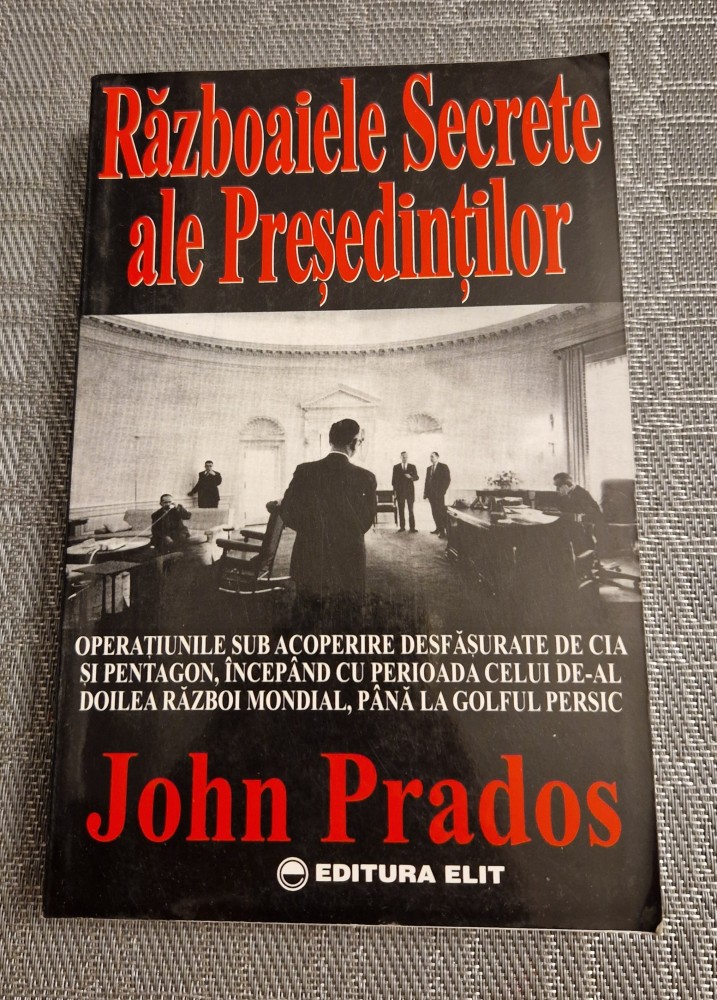 Războaiele Secrete
ale Președinților
OPERAȚIUNILE SUB ACOPERIRE DESFĂȘURATE DE CIA
ȘI PENTAGON, ÎNCEPÂND CU PERIOADA CELUI DE-AL
DOILEA RĂZBOI MONDIAL, PÂNĂ LA GOLFUL PERSIC
John Prados
EDITURA ELIT